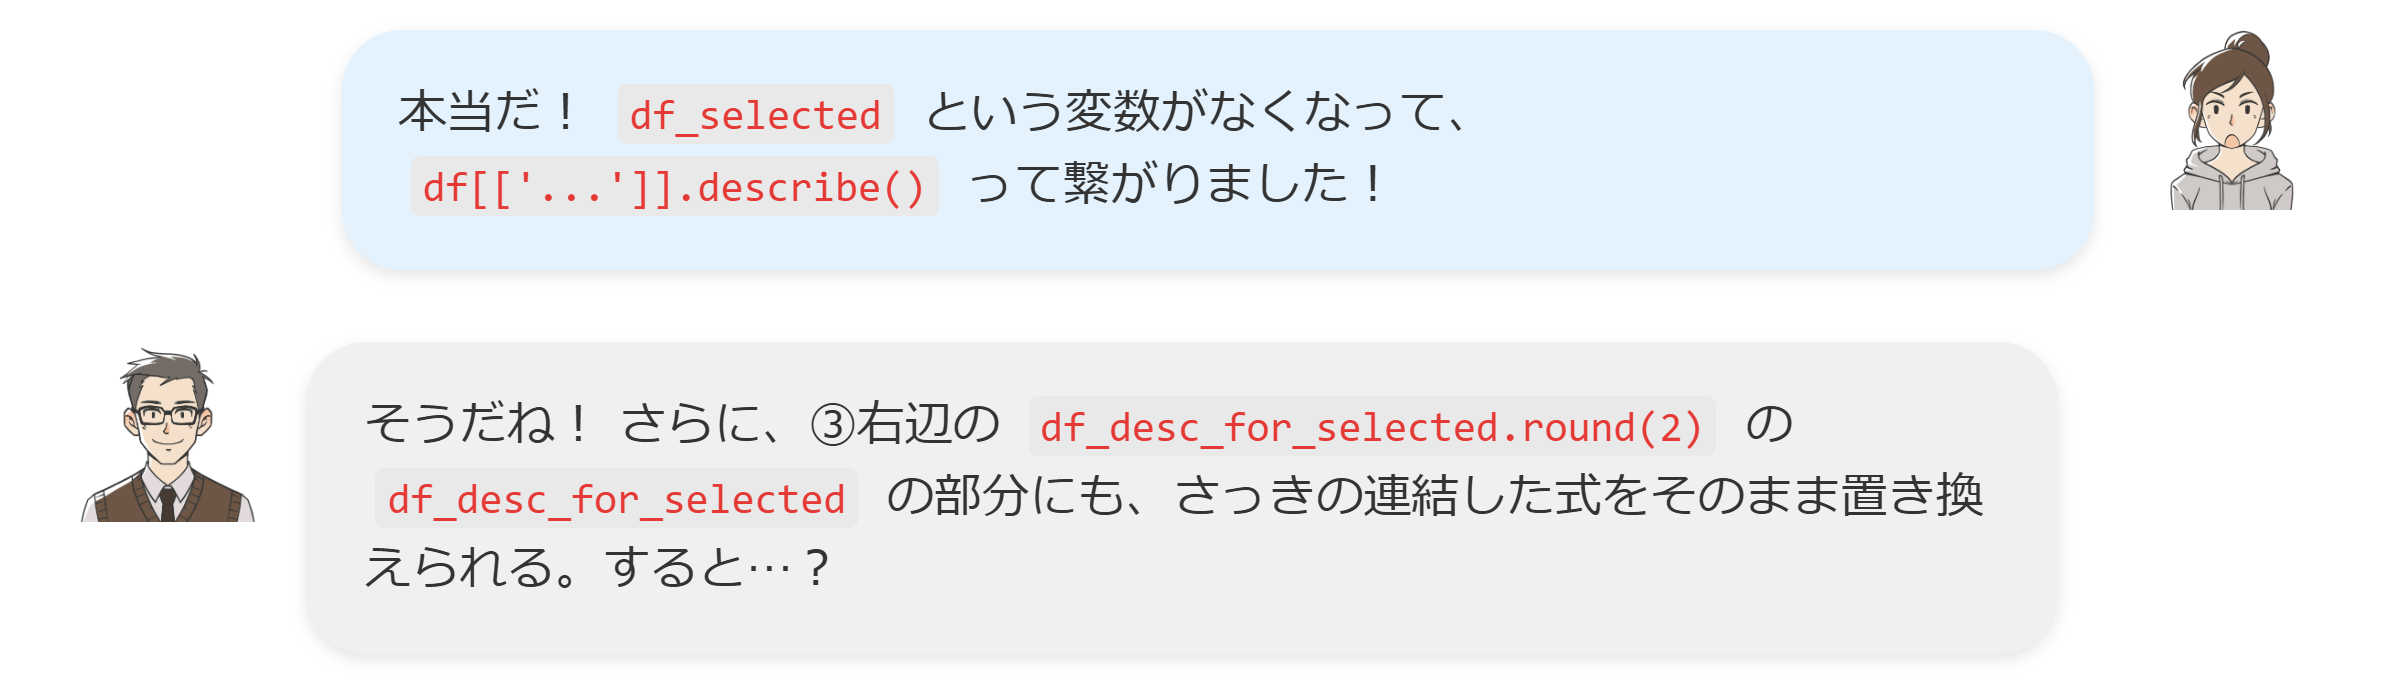 本当だ！ df_selected という変数がなくなって、
df[['...']].describe() って繋がりました！
そうだね！ さらに、③右辺の df_desc_for_selected.round(2) の
df_desc_for_selected の部分にも、さっきの連結した式をそのまま置き換
えられる。すると…？